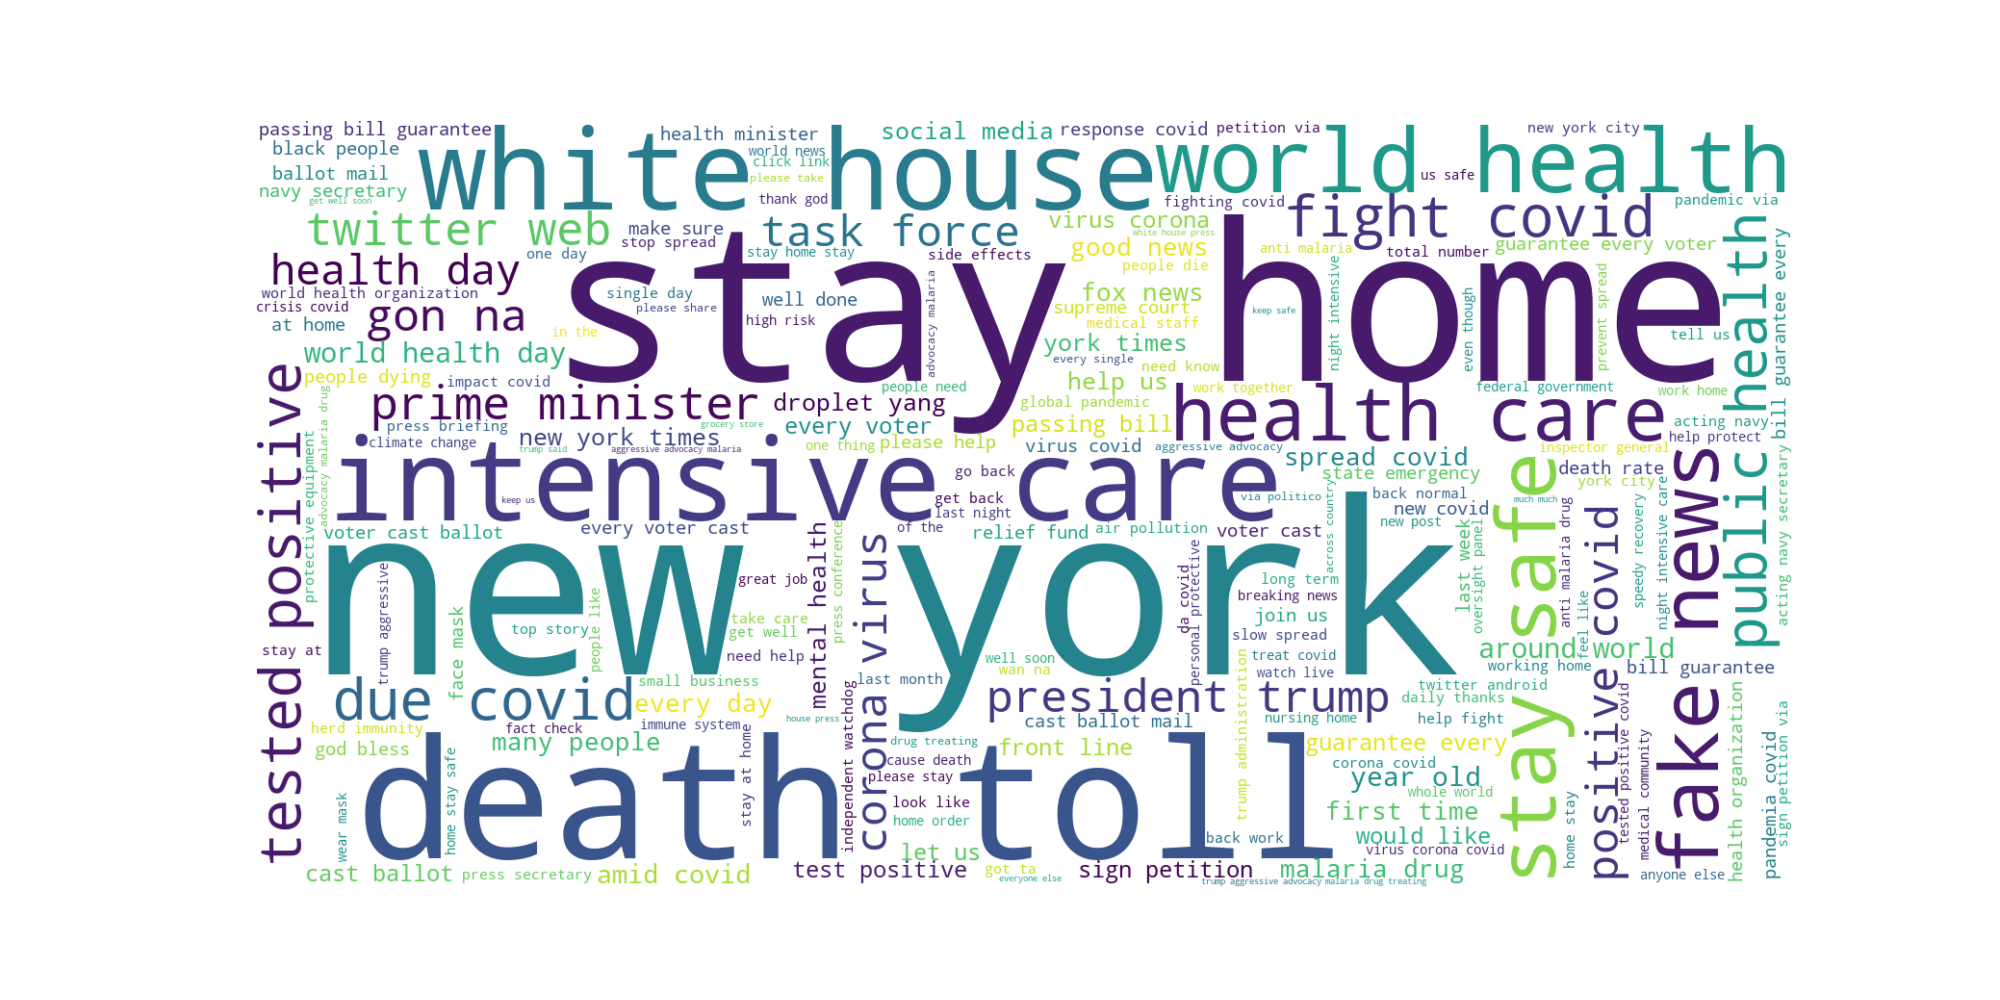 passing bill guarantee
health minister
social media
response covid
petition via
new york city
black people
white house
world news
world health
ballot mail
click link
please take
us safe
navy secretary
get well soon
thank god
fighting covid
pandemic via
twitter web
make sure
task force
virus corona
fight covid
stop spread
white house press
one day
stay home stay
side effects
good news
anti malaria
total number
guarantee every voter
health day
people die
stay home
world health organization
single day
well done
fox news
crisis covid
gon na
please share
high risk
supreme court
keep safe
at home
in the
medical staff
tell us
world health day
york times
every single
need know
people dying
impact covid
people need
help us
work together
federal government
work home
prime minister
droplet yang
global pandemic
health care
press briefing
grocery store
every voter
passing bill
acting navy
climate change
new york times
one thing
please help
virus covid
aggressive advocacy
help protect
trump said
aggressive advocacy malaria
inspector general
intensive care
go back
spread covid
death rate
state emergency
york city
keep us
get back
via politico
back normal
much much
last night
new covid
voter cast ballot
every voter cast
of the
relief fund
air pollution
voter cast
new post
new york
great job
long term
breaking news
take care
join us
top story
get well
slow spread
stay at
need help
well soon
treat covid
around world
wan na
watch live
working home
bill guarantee
due covid
small business
last month
president trump
twitter android
every day
daily thanks
herd immunity
fact check
immune system
house press
cast ballot mail
nursing home
help fight
god bless
many people
drug treating
front line
guarantee every
death toll
cause death
corona covid
please stay
year old
whole world
look like
first time
home order
back work
would like
let us
virus corona covid
cast ballot
press secretary
amid covid
test positive
got ta
sign petition
malaria drug
anyone else
everyone else
trump aggressive advocacy malaria drug treating
tested positive
protective equipment
advocacy malaria drug
wear mask
trump aggressive
face mask
home stay safe
people like
stay at home
mental health
press conference
independent watchdog
corona virus
advocacy malaria
personal protective
da covid
trump administration
night intensive
across country
last week
even though
oversight panel
stay safe
anti malaria drug
home stay
feel like
prevent spread
positive covid
tested positive covid
speedy recovery
medical community
night intensive care
fake news
public health
health organization
pandemia covid
bill guarantee every
acting navy secretary
sign petition via